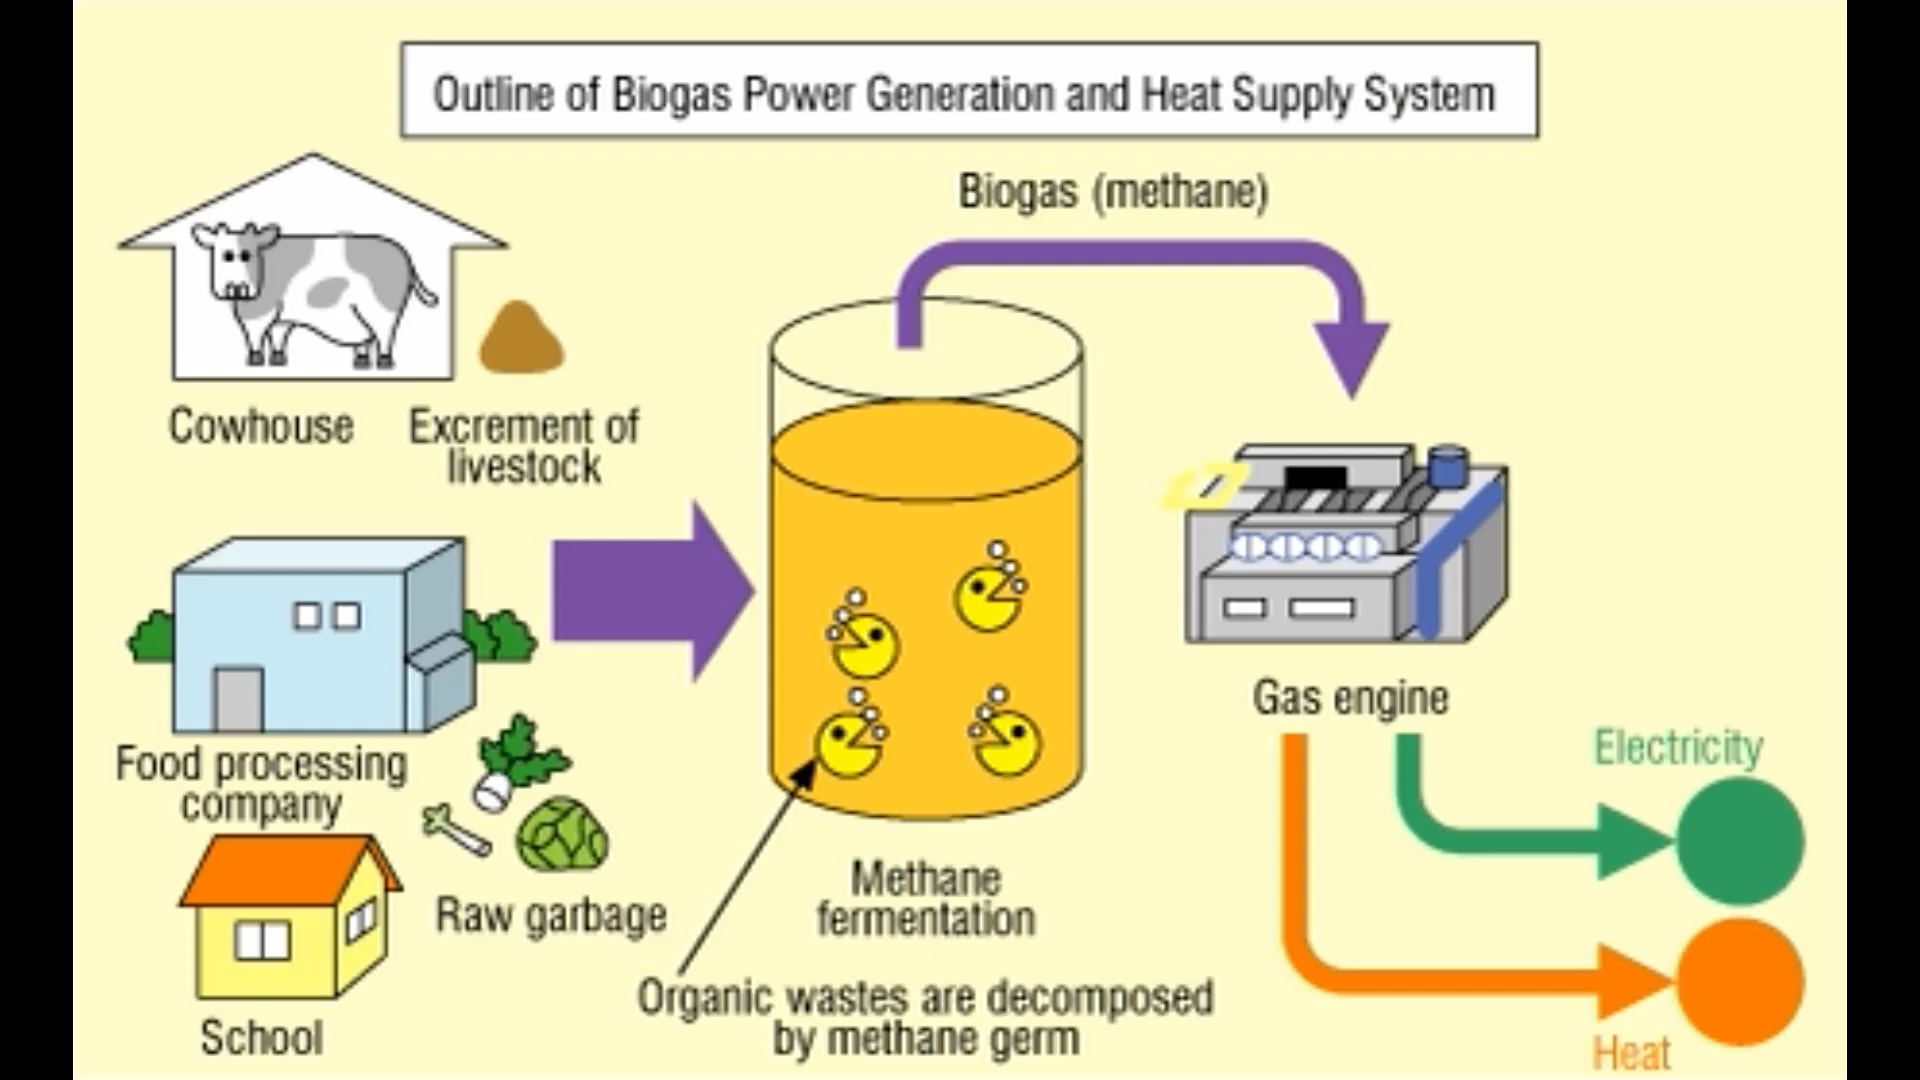 Outline of Biogas Power Generation and Heat Supply System
Biogas (methane)
Cowhouse
Excrement of
livestock
Food processing
company
Raw garbage
School
Methane
fermentation
Organic wastes are decomposed
by methane germ
Gas engine
Electricity
Heat